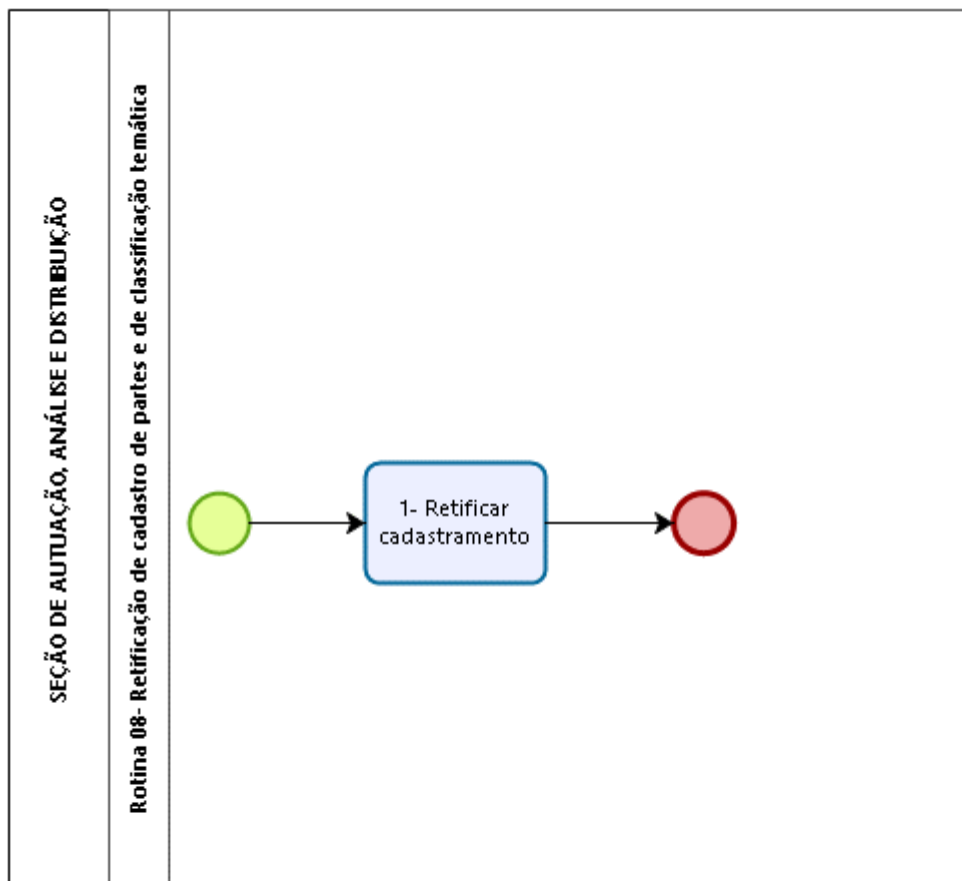 SEÇÃO DE AUTUAÇÃO, ANÁLISE E DISTRIBUIÇÃO
Rotina 08- Retificação de cadastro de partes e de classificação temática
1- Retificar
cadastramento